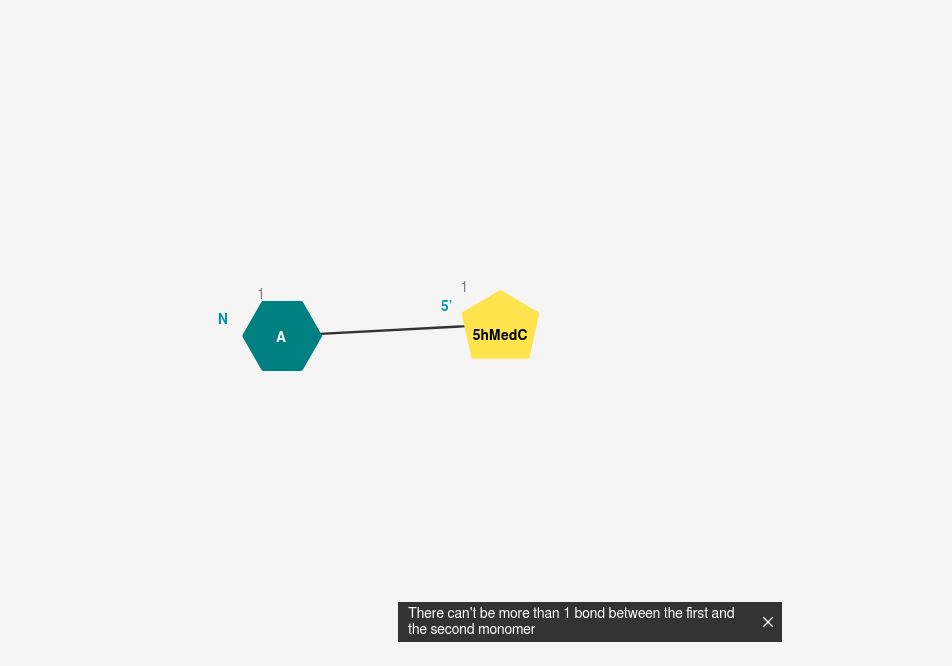 1
1
5'
N
A
5hMedC
There can't be more than 1 bond between the first and
the second monomer